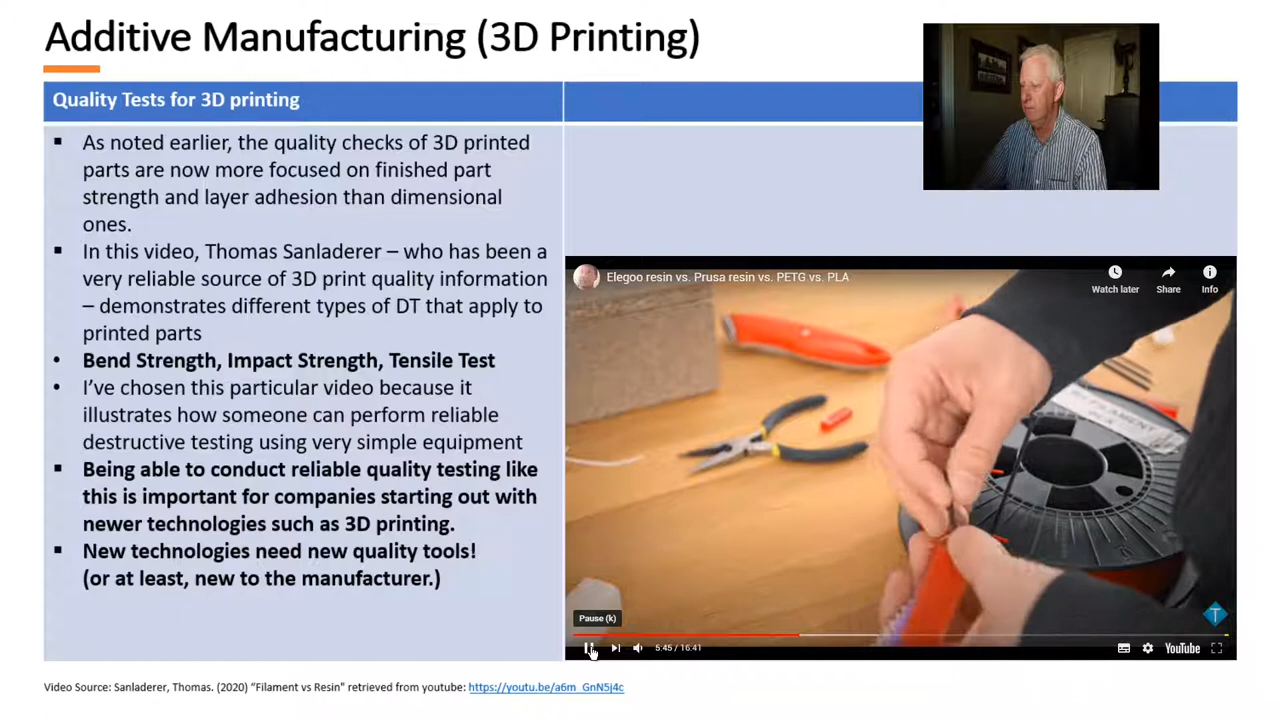 Additive Manufacturing (3D Printing)
Quality Tests for 3D printing
As noted earlier, the quality checks of 3D printed
parts are now more focused on finished part
strength and layer adhesion than dimensional
ones.
In this video, Thomas Sanladerer – who has been a
very reliable source of 3D print quality information
– demonstrates different types of DT that apply to
printed parts
Bend Strength, Impact Strength, Tensile Test
I've chosen this particular video because it
illustrates how someone can perform reliable
destructive testing using very simple equipment
Being able to conduct reliable quality testing like
this is important for companies starting out with
newer technologies such as 3D printing.
New technologies need new quality tools!
(or at least, new to the manufacturer.)
Elegoo resin vs. Prusa resin vs. PETG vs. PLA
Watch later
Share
Info
FILAMENT
PLA
T
Pause (k)
5:45 / 16:41
YouTube
Video Source: Sanladerer, Thomas. (2020) "Filament vs Resin" retrieved from youtube: https://youtu.be/a6m_GnN5j4c